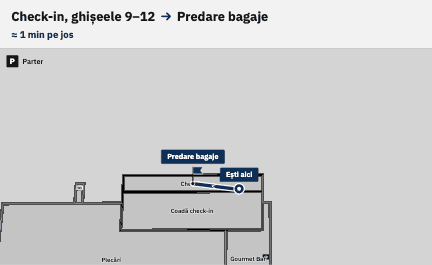 Check-in, ghișeele 9–12 → Predare bagaje
≈ 1 min pe jos
P Parter
Predare bagaje
Ești aici
Coadă check-in
Plecări
Gourmet Bar